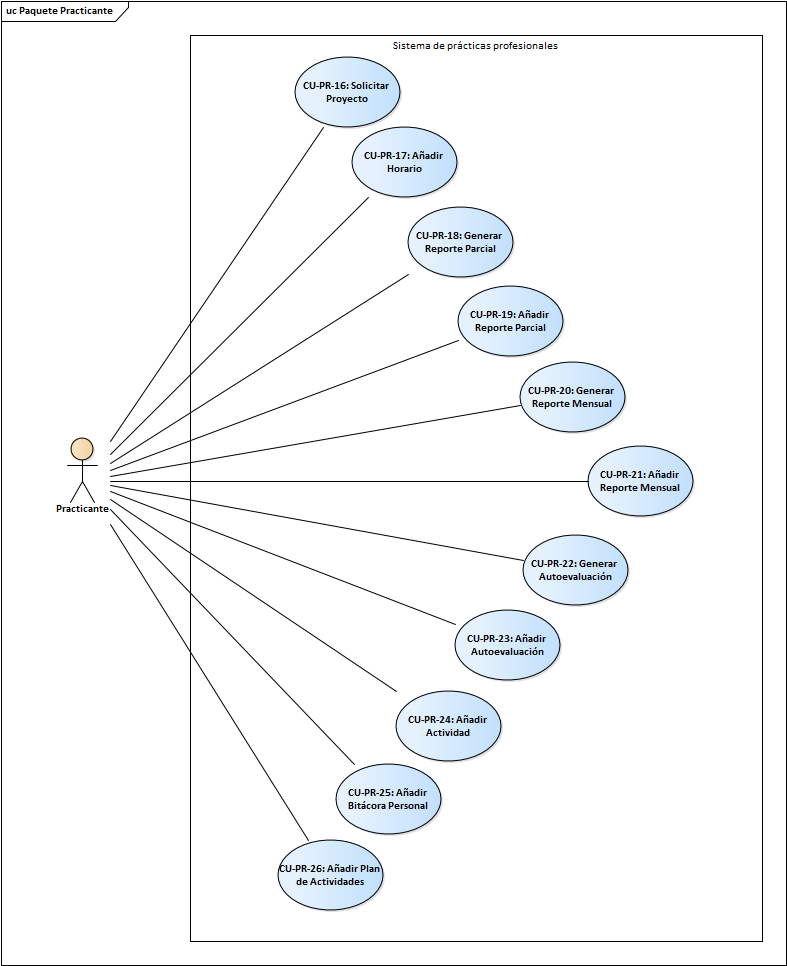 uc Paquete Practicante
Sistema de prácticas profesionales
CU-PR-16: Solicitar
Proyecto
CU-PR-17: Añadir
Horario
CU-PR-18: Generar
Reporte Parcial
CU-PR-19: Añadir
Reporte Parcial
CU-PR-20: Generar
Reporte Mensual
CU-PR-21: Añadir
Reporte Mensual
Practicante
CU-PR-22: Generar
Autoevaluación
CU-PR-23: Añadir
Autoevaluación
CU-PR-24: Añadir
Actividad
CU-PR-25: Añadir
Bitácora Personal
CU-PR-26: Añadir Plan
de Actividades